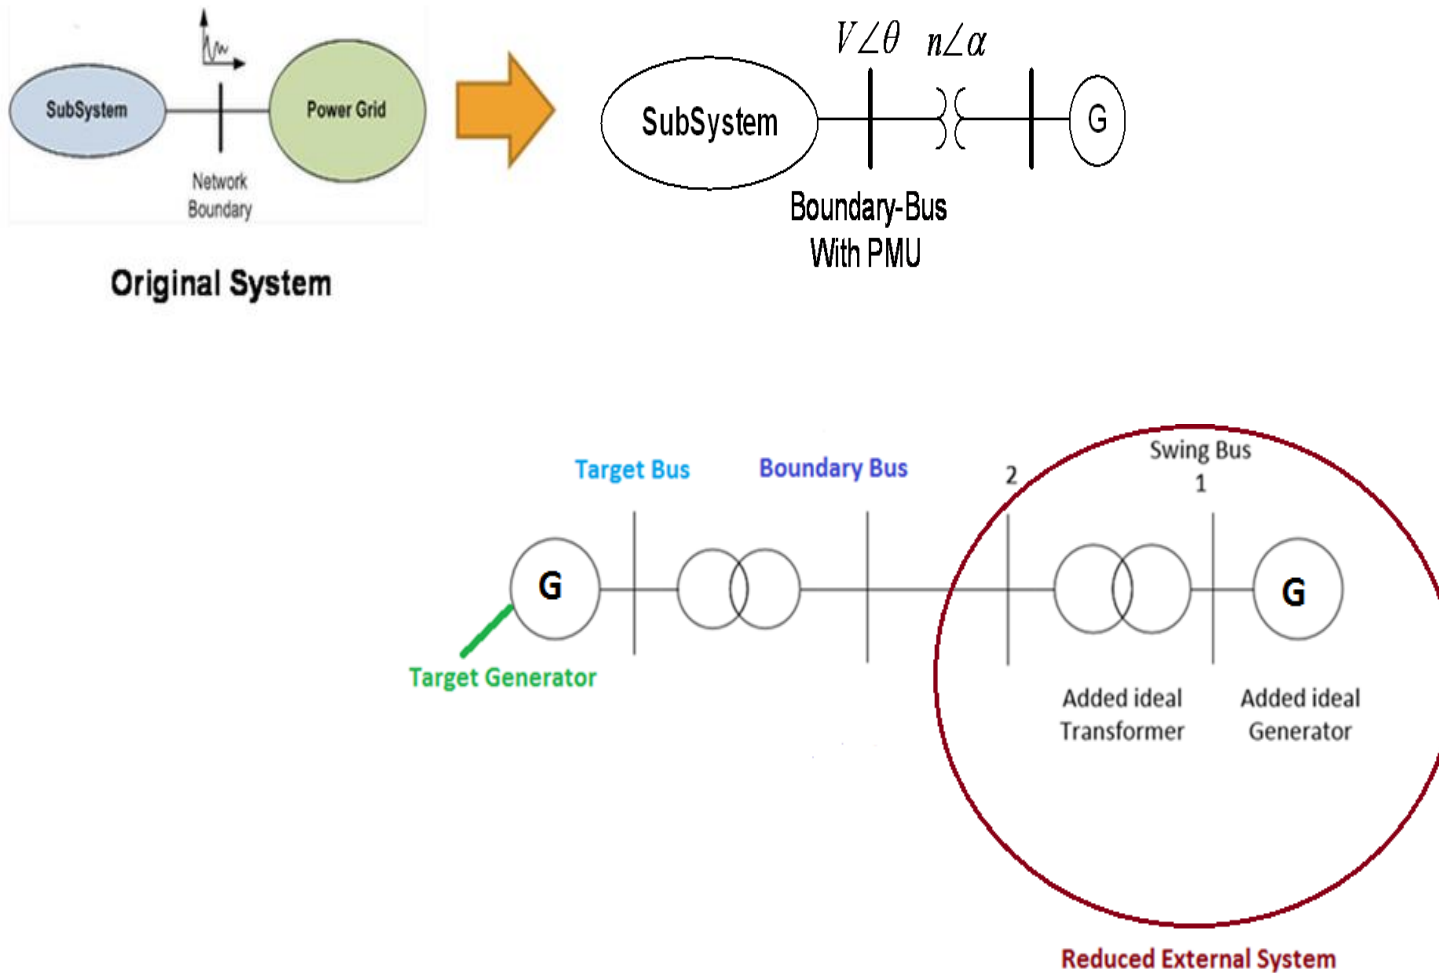 SubSystem
Power Grid
Network
Boundary
Original System
V∠θ n∠α
SubSystem
G
Boundary-Bus
With PMU
Target Bus
Boundary Bus
2
Swing Bus
1
G
G
Target Generator
Added ideal
Transformer
Added ideal
Generator
Reduced External System